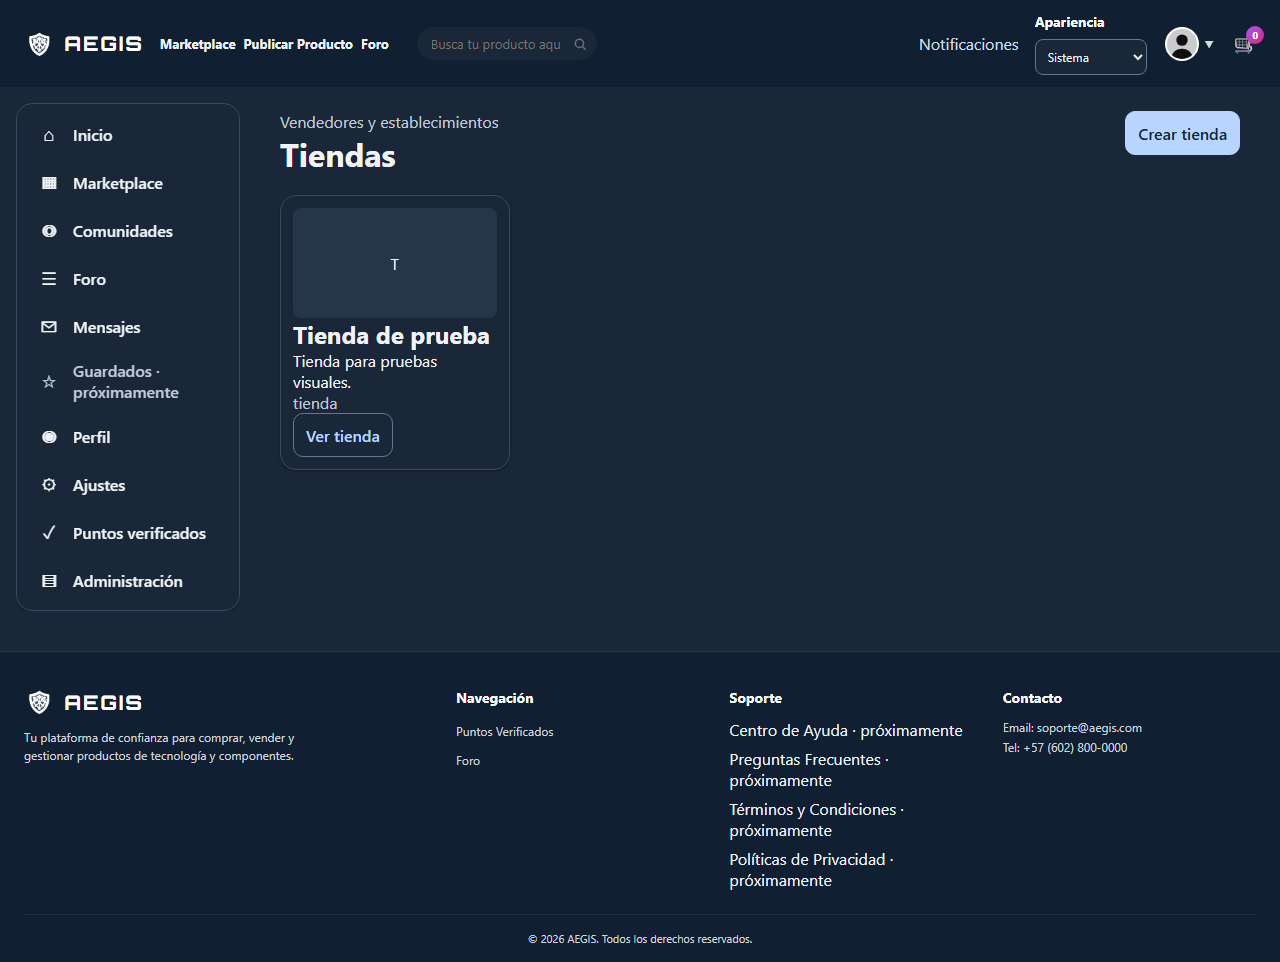 AEGIS
Marketplace Publicar Producto Foro
Busca tu producto aqu
Notificaciones
Apariencia
Sistema
0
Inicio
Marketplace
Comunidades
Foro
Mensajes
Guardados ·
próximamente
Perfil
Ajustes
Puntos verificados
Administración
Vendedores y establecimientos
Tiendas
Crear tienda
T
Tienda de prueba
Tienda para pruebas
visuales.
tienda
Ver tienda
AEGIS
Tu plataforma de confianza para comprar, vender y
gestionar productos de tecnología y componentes.
Navegación
Puntos Verificados
Foro
Soporte
Centro de Ayuda · próximamente
Preguntas Frecuentes ·
próximamente
Términos y Condiciones ·
próximamente
Políticas de Privacidad ·
próximamente
Contacto
Email: soporte@aegis.com
Tel: +57 (602) 800-0000
© 2026 AEGIS. Todos los derechos reservados.